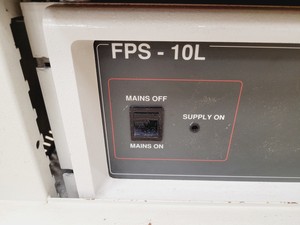 FPS - 10L
MAINS OFF
SUPPLY ON
MAINS ON